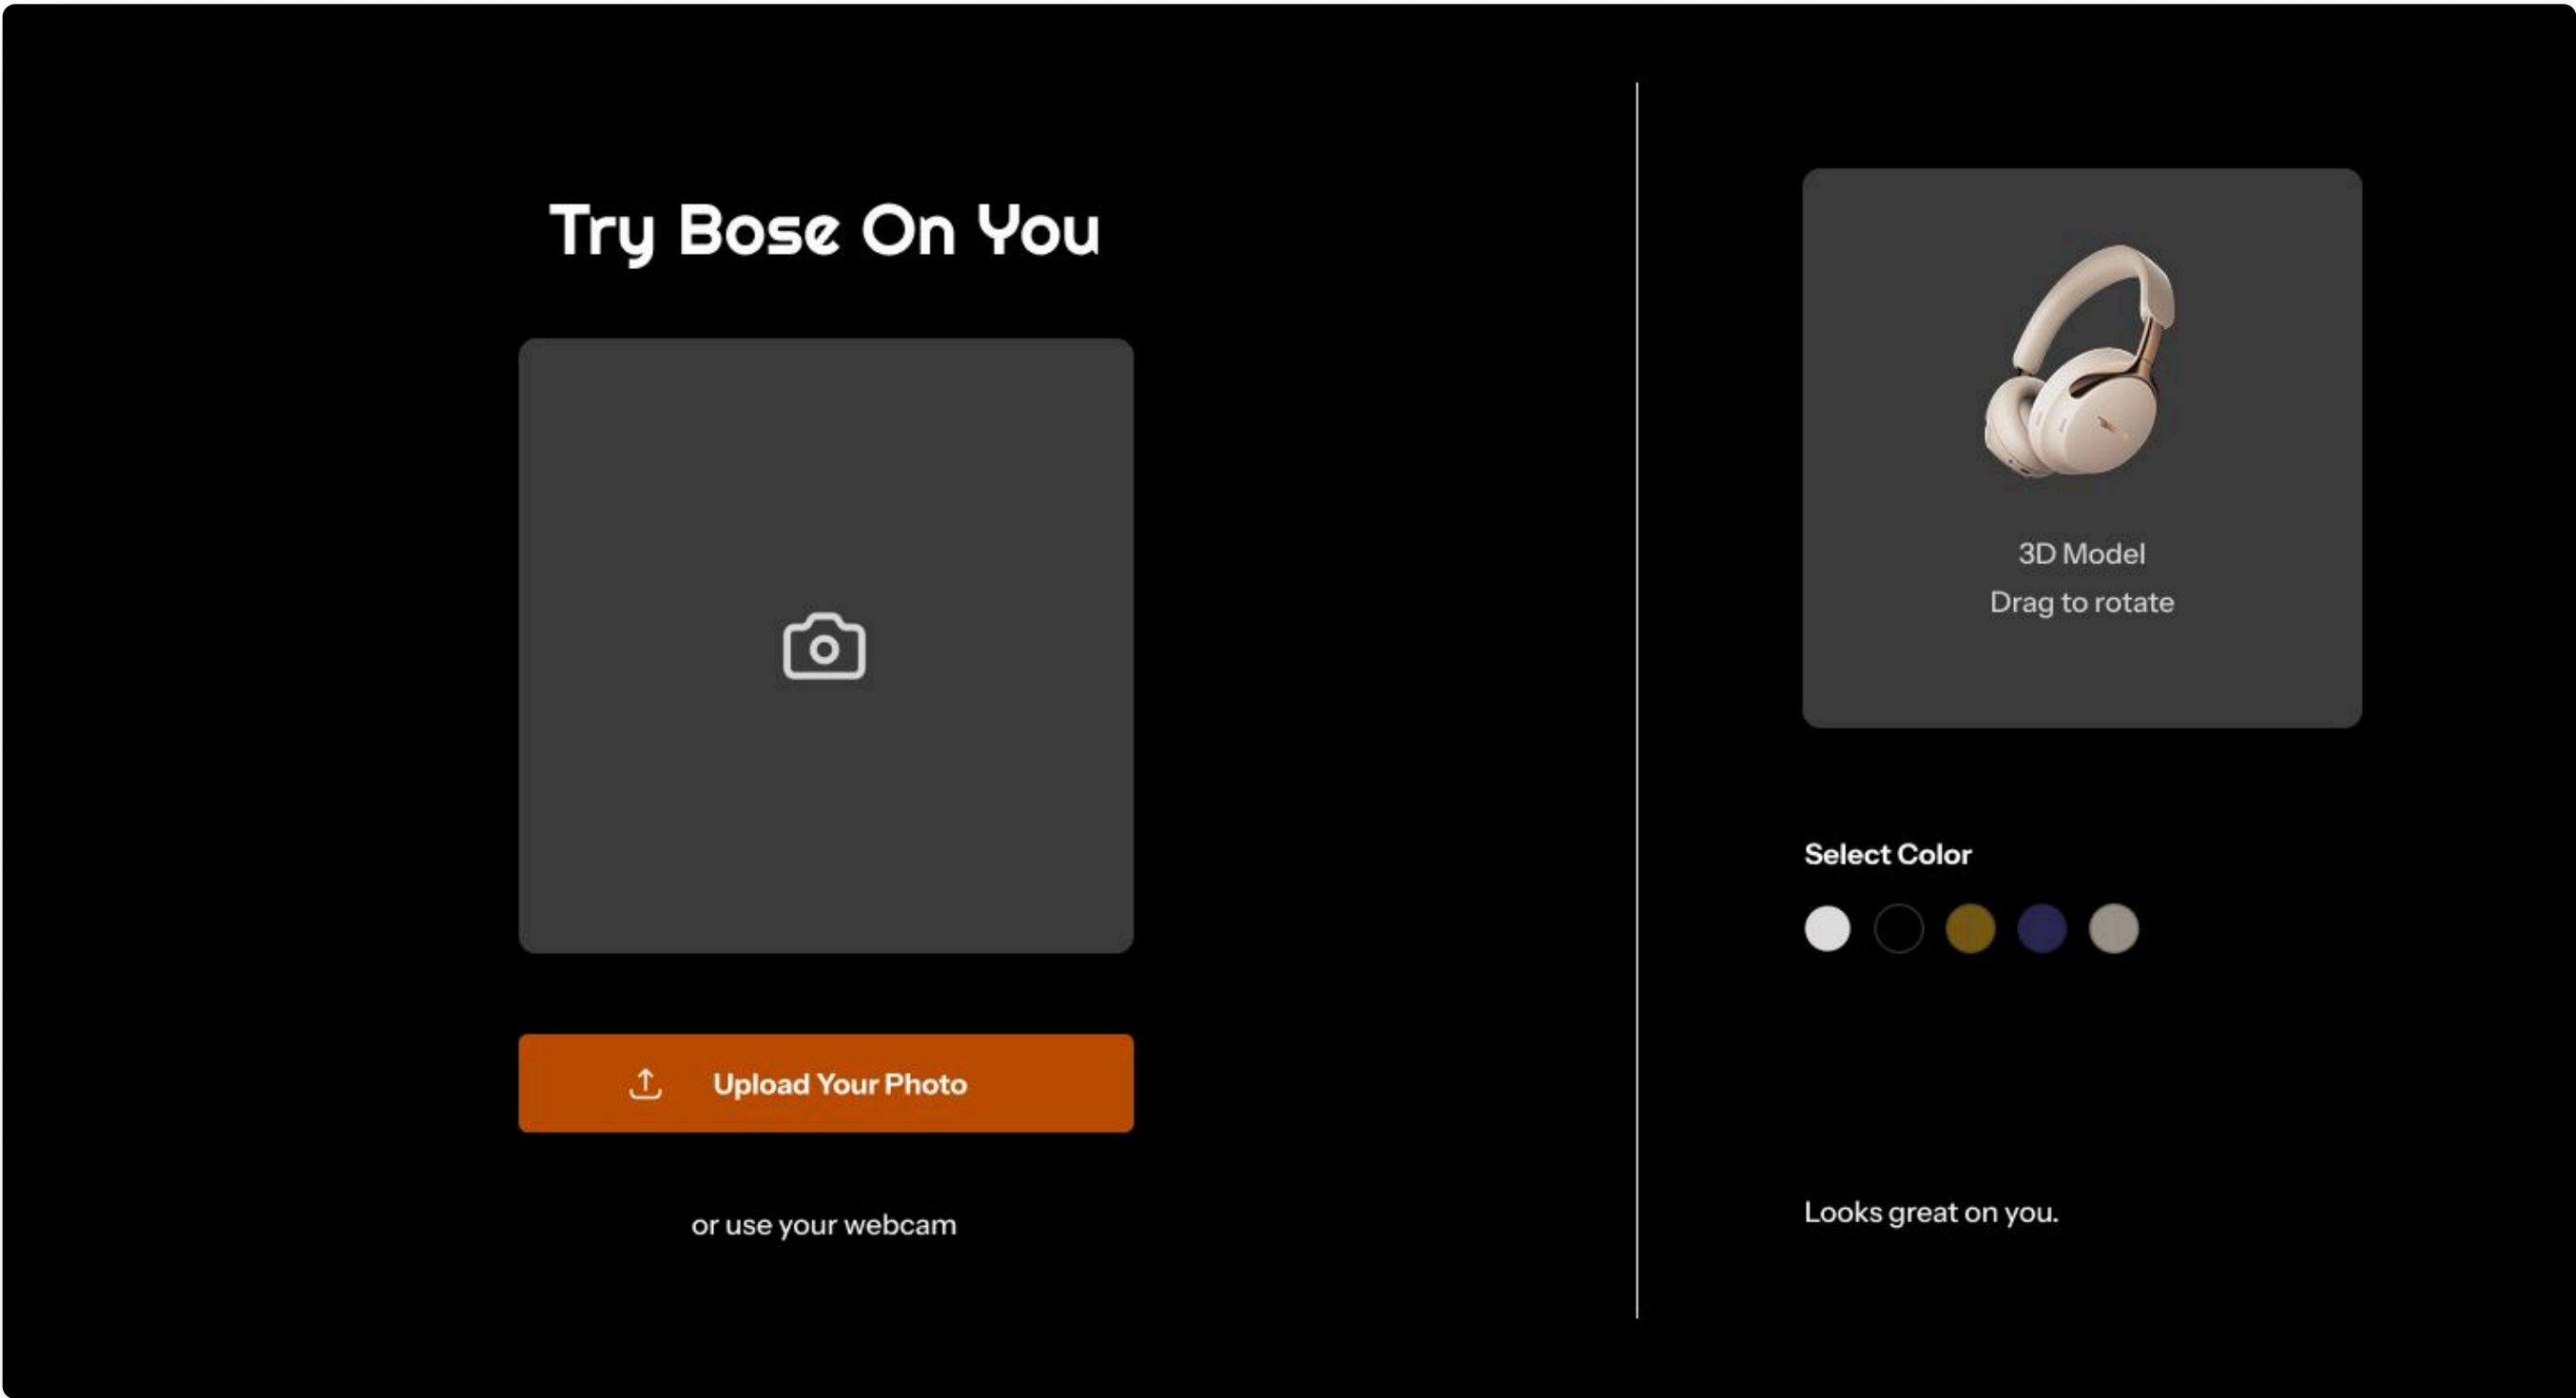 Try Bose On You
Upload Your Photo
or use your webcam
3D Model
Drag to rotate
Select Color
Looks great on you.